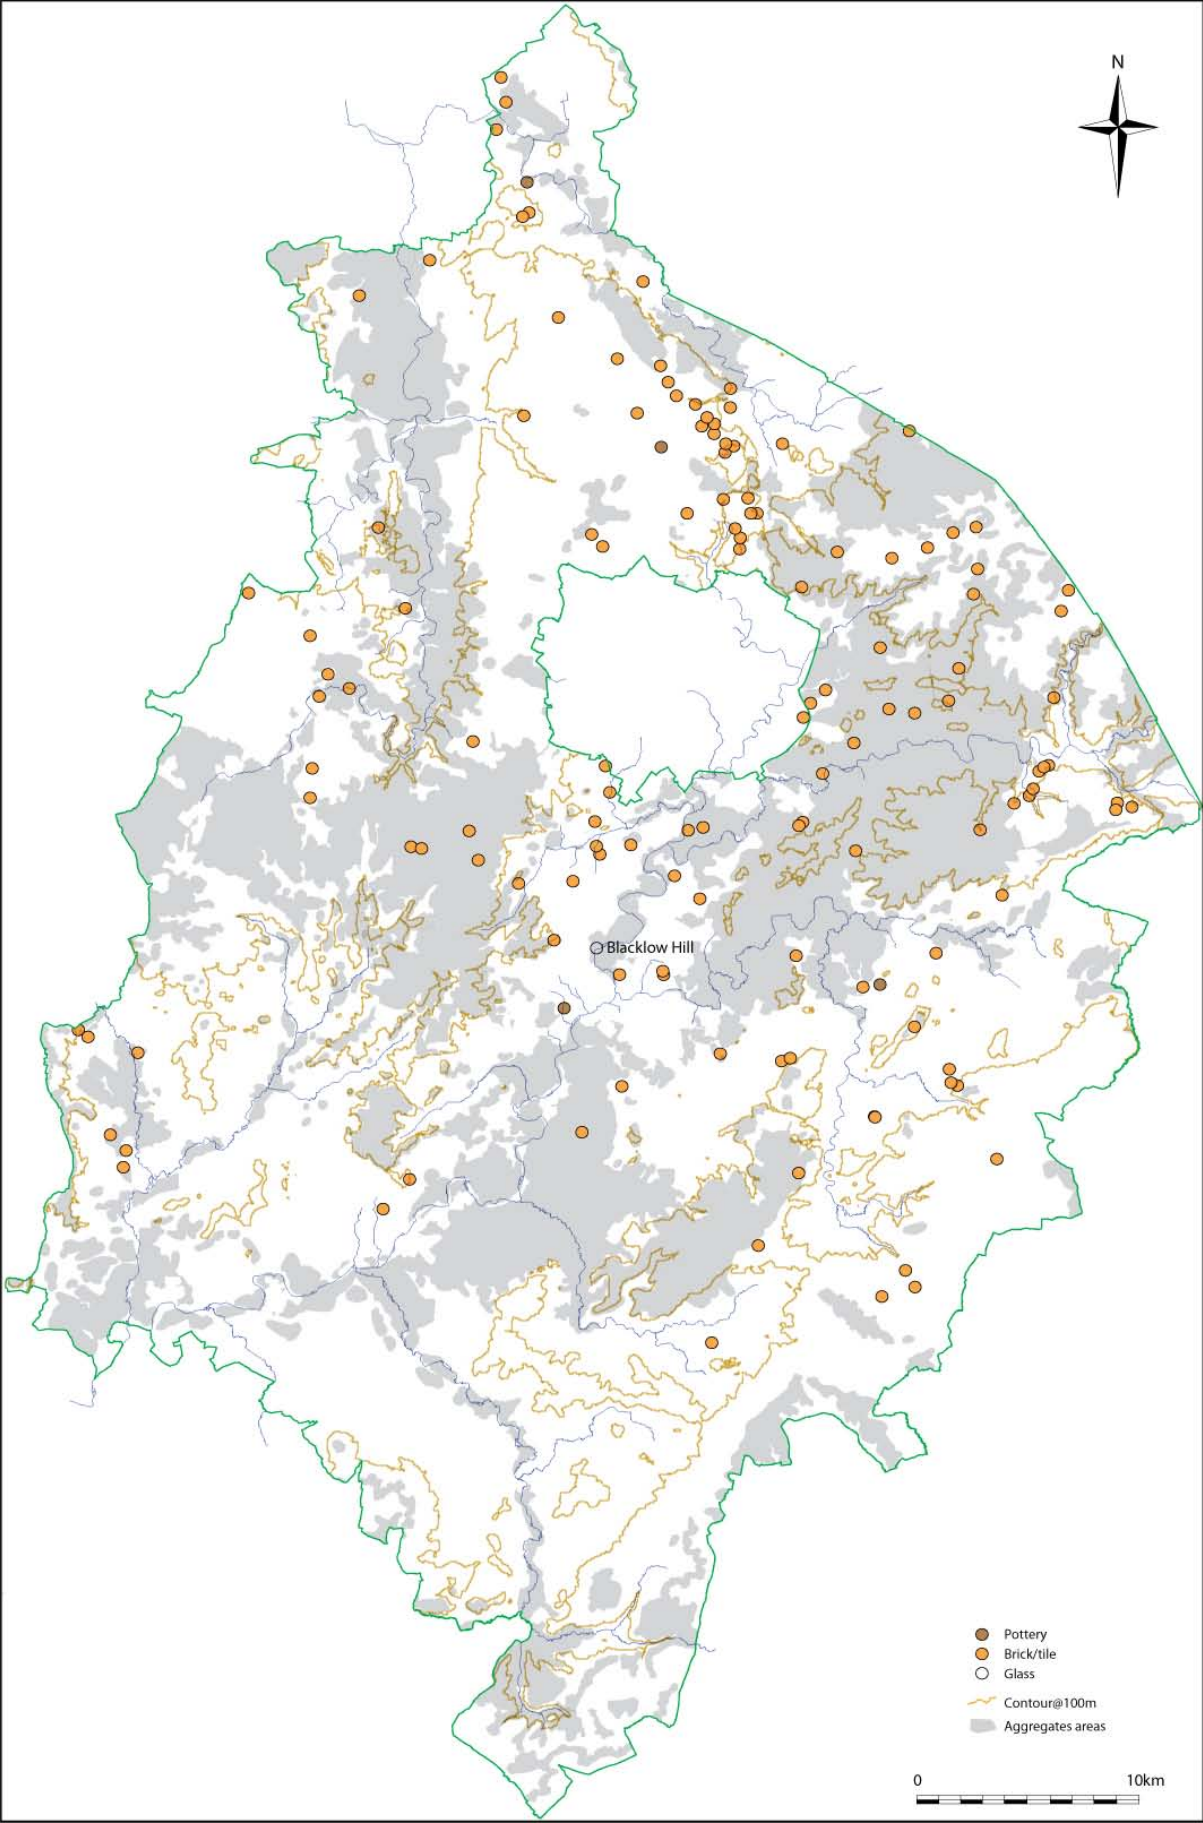 N
Blacklow Hill
Pottery
Brick/tile
Glass
Contour@100m
Aggregates areas
0 10km